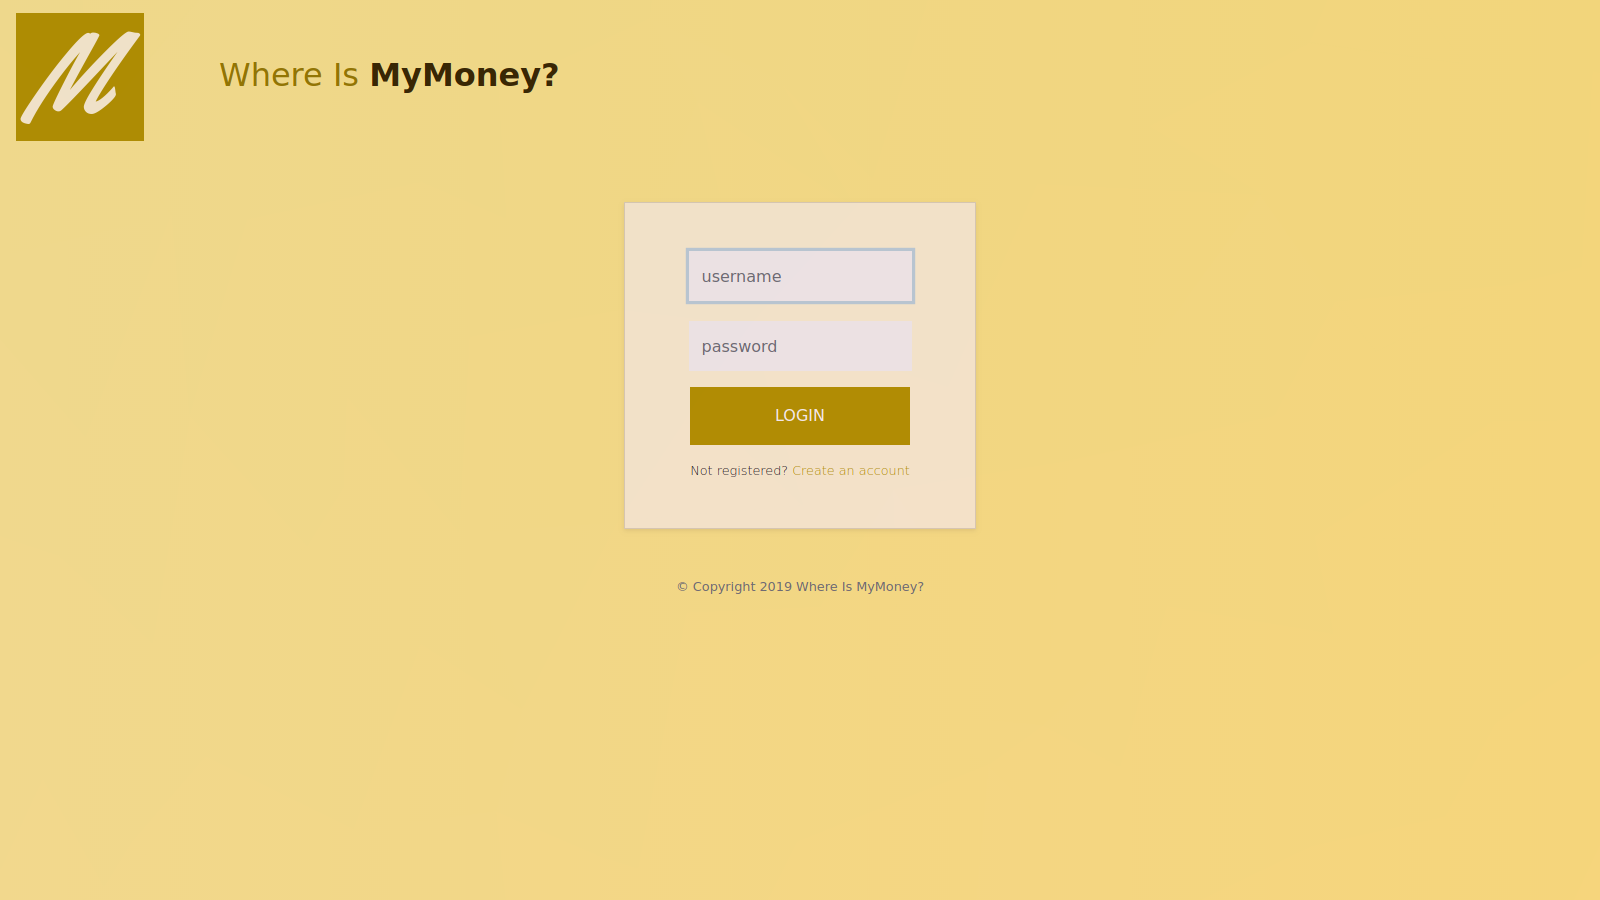 M
Where Is MyMoney?
username
password
LOGIN
Not registered? Create an account
© Copyright 2019 Where Is MyMoney?